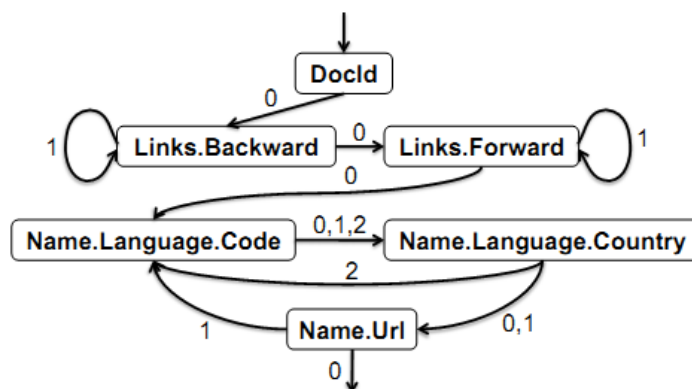 DocId
0
1 Links.Backward 0 Links.Forward 1
0
Name.Language.Code 0,1,2 Name.Language.Country
2
1 Name.Url 0,1
0